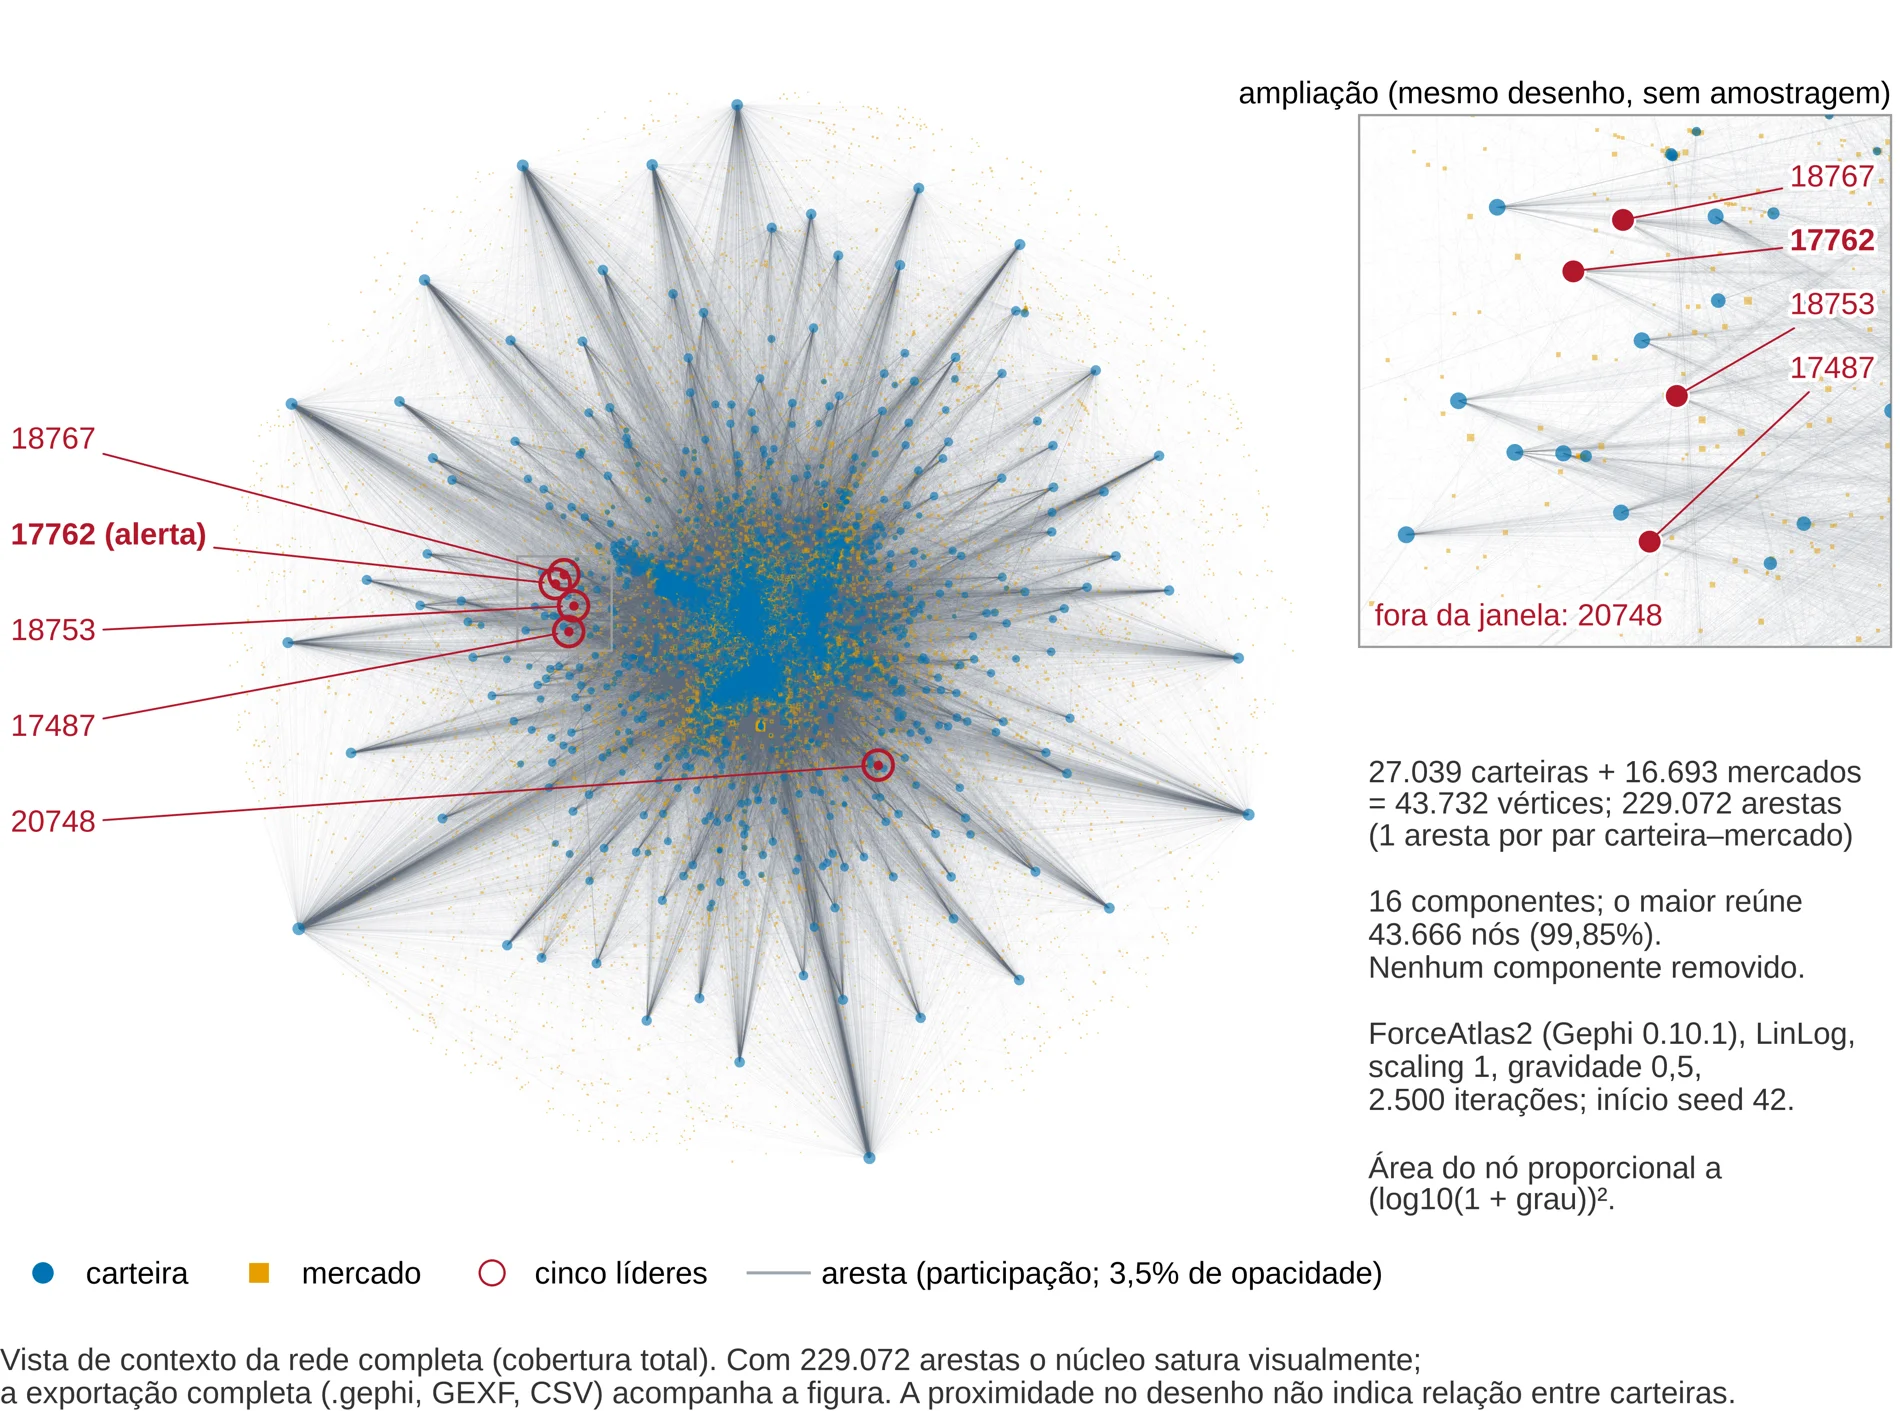 ampliação (mesmo desenho, sem amostragem)
18767
17762
18753
17487
fora da janela: 20748
18767
17762 (alerta)
18753
17487
20748
27.039 carteiras + 16.693 mercados
= 43.732 vértices; 229.072 arestas
(1 aresta por par carteira–mercado)
16 componentes; o maior reúne
43.666 nós (99,85%).
Nenhum componente removido.
ForceAtlas2 (Gephi 0.10.1), LinLog,
scaling 1, gravidade 0,5,
2.500 iterações; início seed 42.
Área do nó proporcional a
(log10(1 + grau))².
carteira
mercado
cinco líderes
aresta (participação; 3,5% de opacidade)
Vista de contexto da rede completa (cobertura total). Com 229.072 arestas o núcleo satura visualmente;
a exportação completa (.gephi, GEXF, CSV) acompanha a figura. A proximidade no desenho não indica relação entre carteiras.